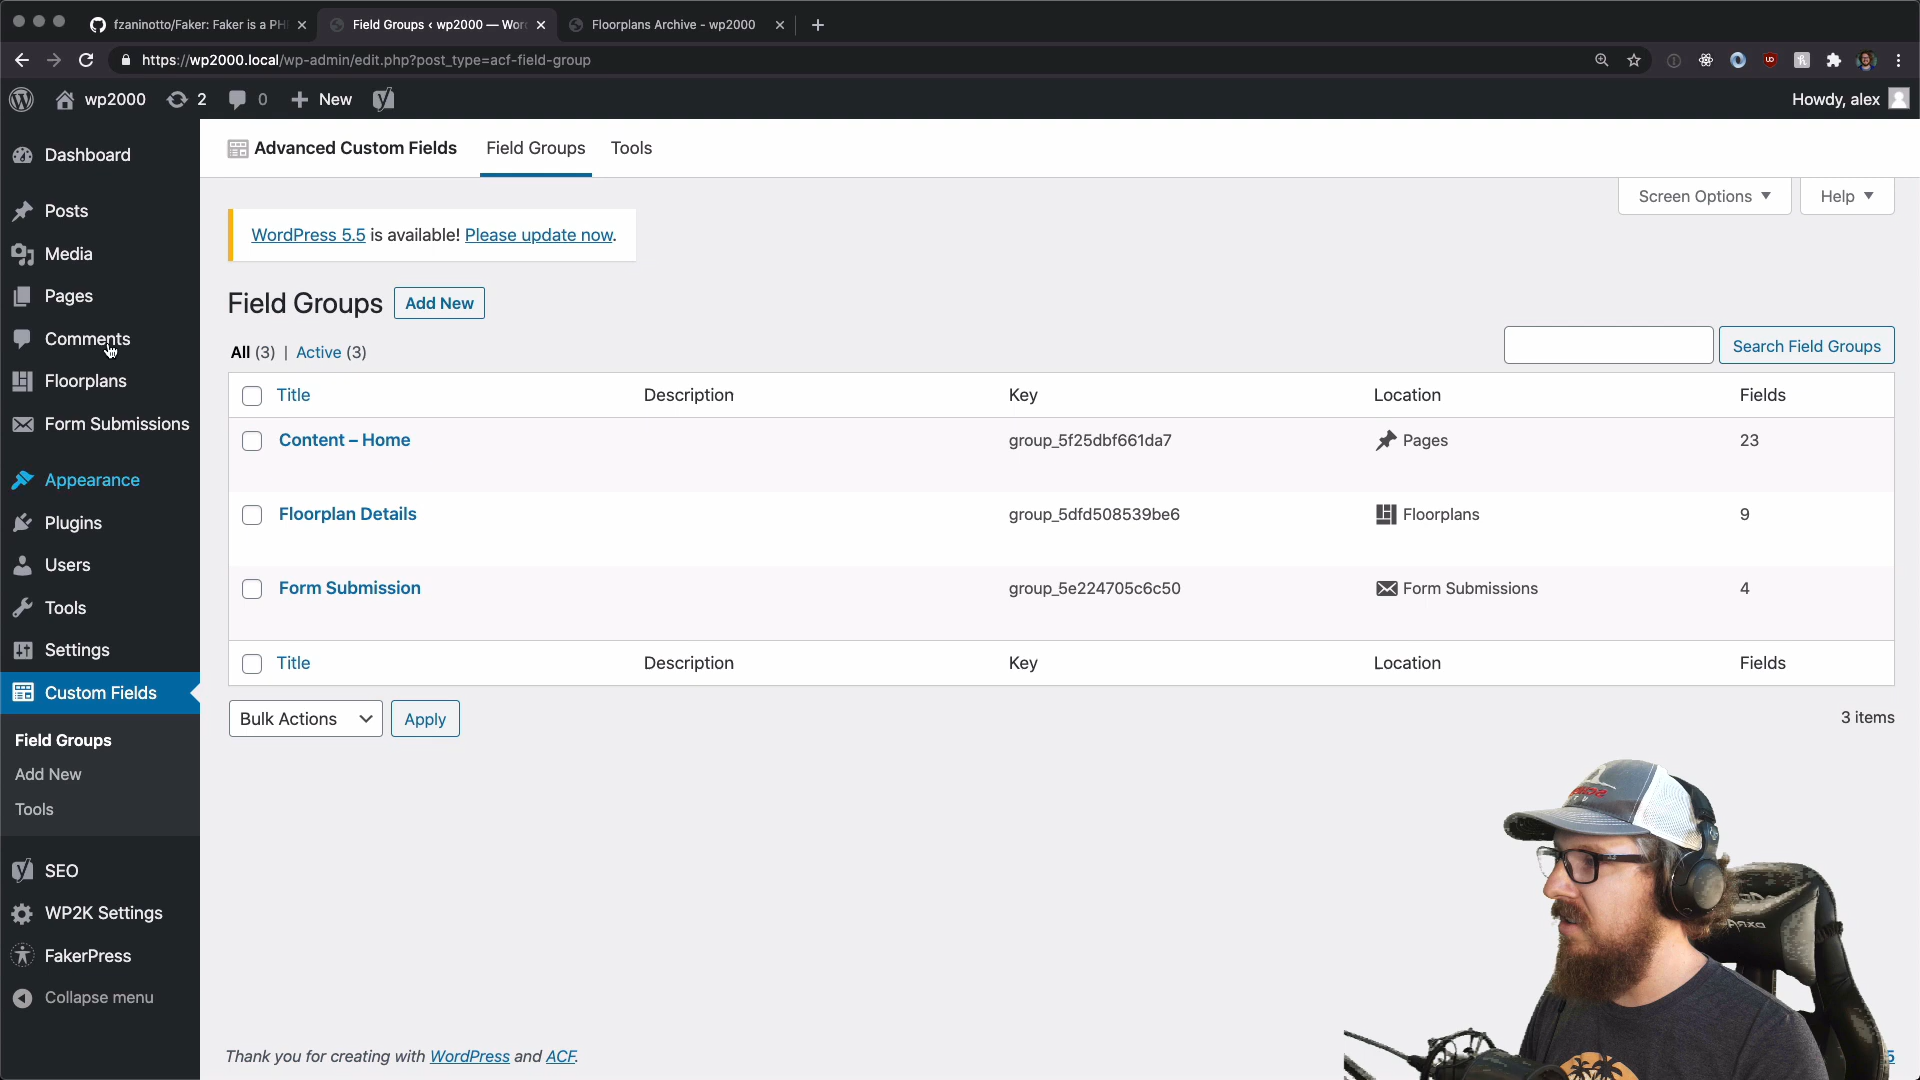 fzaninotto/Faker: Faker is a PH
Field Groups ‹ wp2000 — Wor
Floorplans Archive - wp2000
https://wp2000.local/wp-admin/edit.php?post_type=acf-field-group
wp2000
2
0
New
Howdy, alex
Dashboard
Posts
Media
Pages
Comments
Floorplans
Form Submissions
Appearance
Plugins
Users
Tools
Settings
Custom Fields
Field Groups
Add New
Tools
SEO
WP2K Settings
FakerPress
Collapse menu
Advanced Custom Fields
Field Groups
Tools
Screen Options
Help
WordPress 5.5 is available! Please update now.
Field Groups
Add New
All (3) | Active (3)
Search Field Groups
Title Description Key Location Fields
Content – Home group_5f25dbf661da7 Pages 23
Floorplan Details group_5dfd508539be6 Floorplans 9
Form Submission group_5e224705c6c50 Form Submissions 4
Title Description Key Location Fields
Bulk Actions
Apply
3 items
Thank you for creating with WordPress and ACF.
5